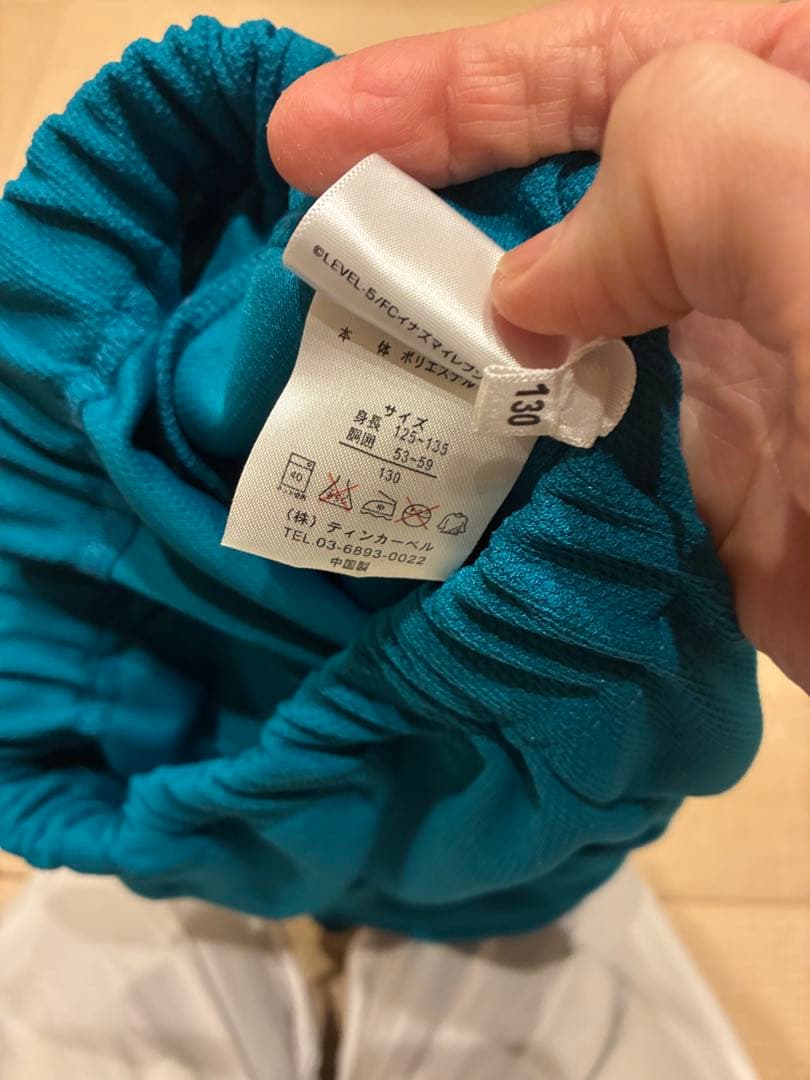 ©LEVEL-5/FCイナズマイレブン
本 体 ポリエステル
130
サイズ
身長 125~135
胴囲 53~59
130
40
中
(株) ティンカーベル
TEL.03-6893-0022
中国製